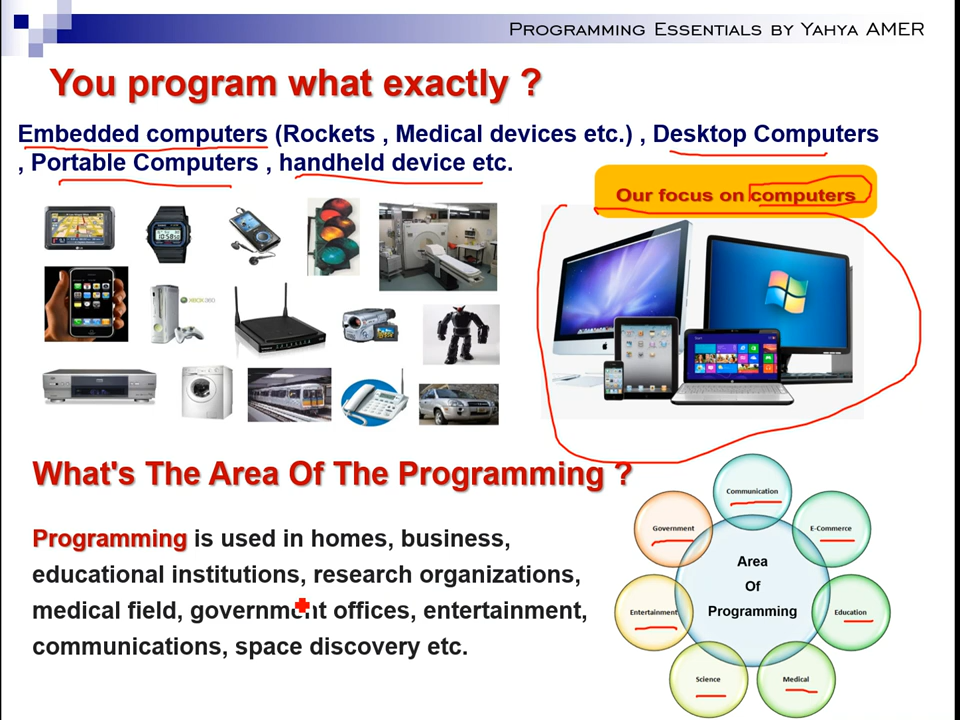 Programming Essentials by Yahya AMER
You program what exactly ?
Embedded computers (Rockets , Medical devices etc.) , Desktop Computers
, Portable Computers , handheld device etc.
Our focus on computers
XBOX 360
What's The Area Of The Programming ?
Programming is used in homes, business,
educational institutions, research organizations,
medical field, government offices, entertainment,
communications, space discovery etc.
Communication
Government
E-Commerce
Area
Of
Programming
Entertainment
Education
Science
Medical